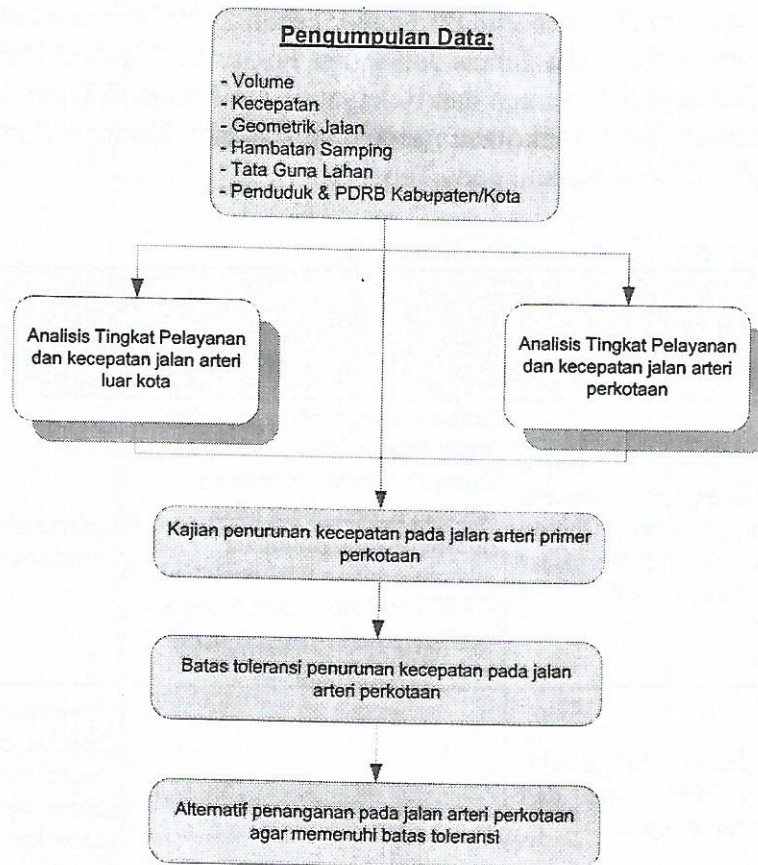 Pengumpulan Data:
- Volume
- Kecepatan
- Geometrik Jalan
- Hambatan Samping
- Tata Guna Lahan
- Penduduk & PDRB Kabupaten/Kota
Analisis Tingkat Pelayanan
dan kecepatan jalan arteri
luar kota
Analisis Tingkat Pelayanan
dan kecepatan jalan arteri
perkotaan
Kajian penurunan kecepatan pada jalan arteri primer
perkotaan
Batas toleransi penurunan kecepatan pada jalan
arteri perkotaan
Alternatif penanganan pada jalan arteri perkotaan
agar memenuhi batas toleransi